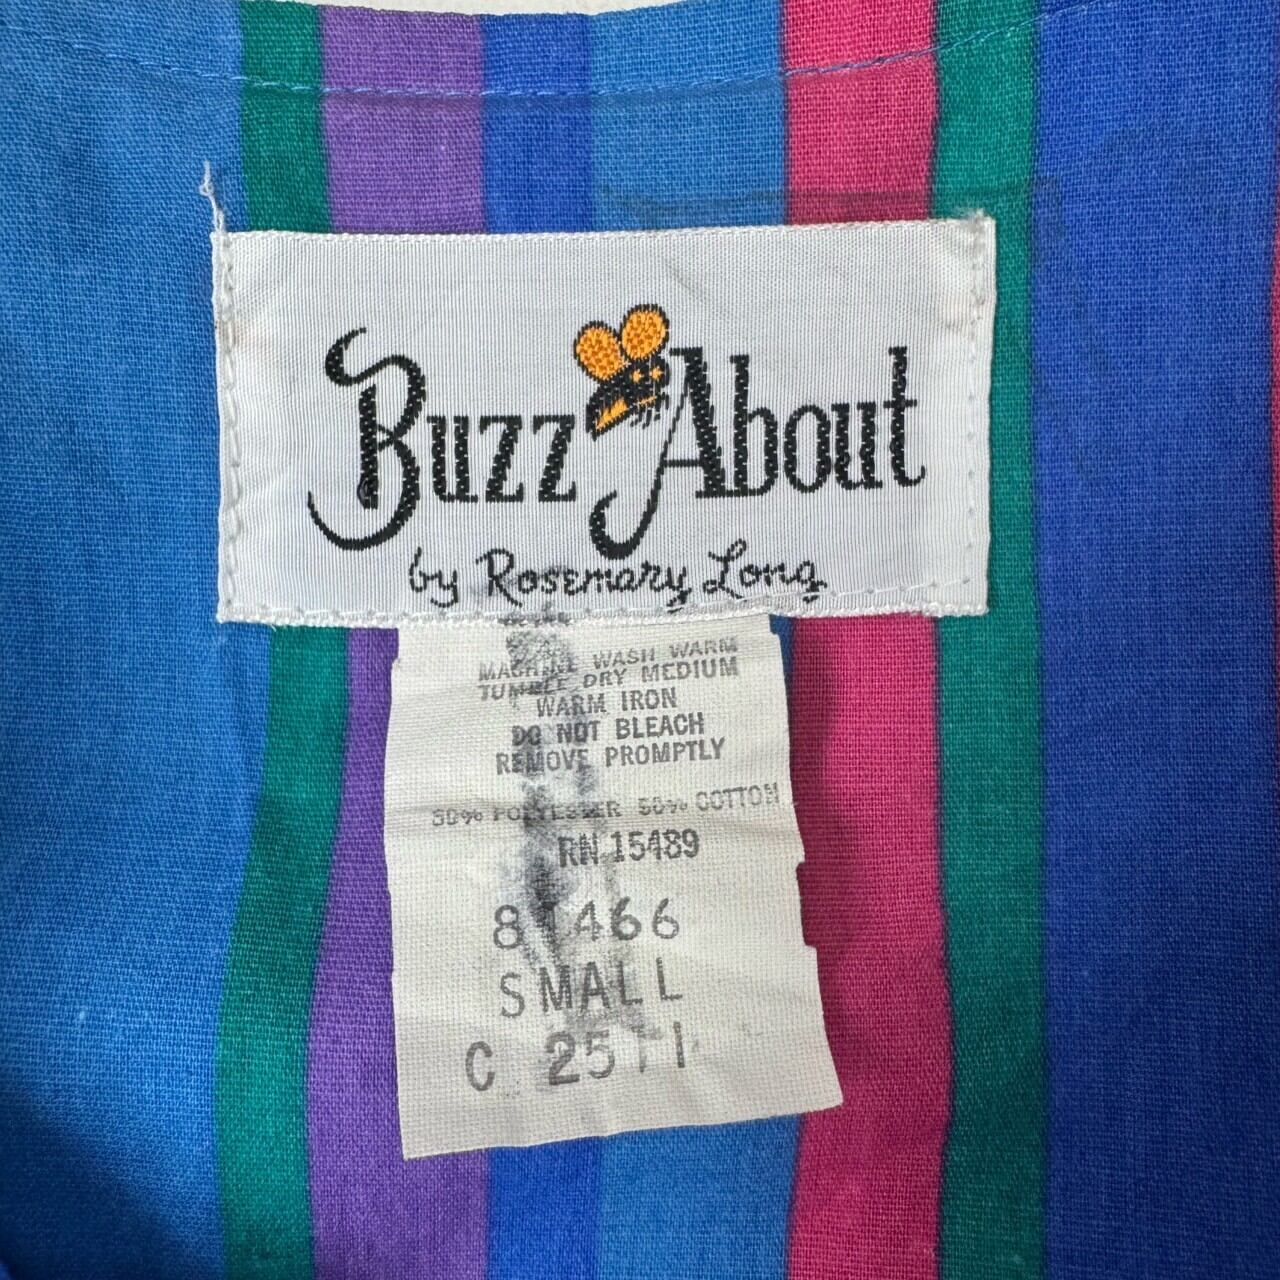 Buzz About
by Rosemary Long
MACHINE WASH WARM
TUMBLE DRY MEDIUM
WARM IRON
DO NOT BLEACH
REMOVE PROMPTLY
50% POLYESTER 50% COTTON
RN 15489
466
SMALL
C